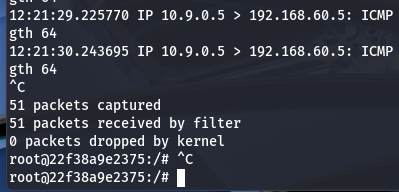 12:21:29.225770 IP 10.9.0.5 > 192.168.60.5: ICMP
gth 64
12:21:30.243695 IP 10.9.0.5 > 192.168.60.5: ICMP
gth 64
^C
51 packets captured
51 packets received by filter
0 packets dropped by kernel
root@22f38a9e2375:/# ^C
root@22f38a9e2375:/#